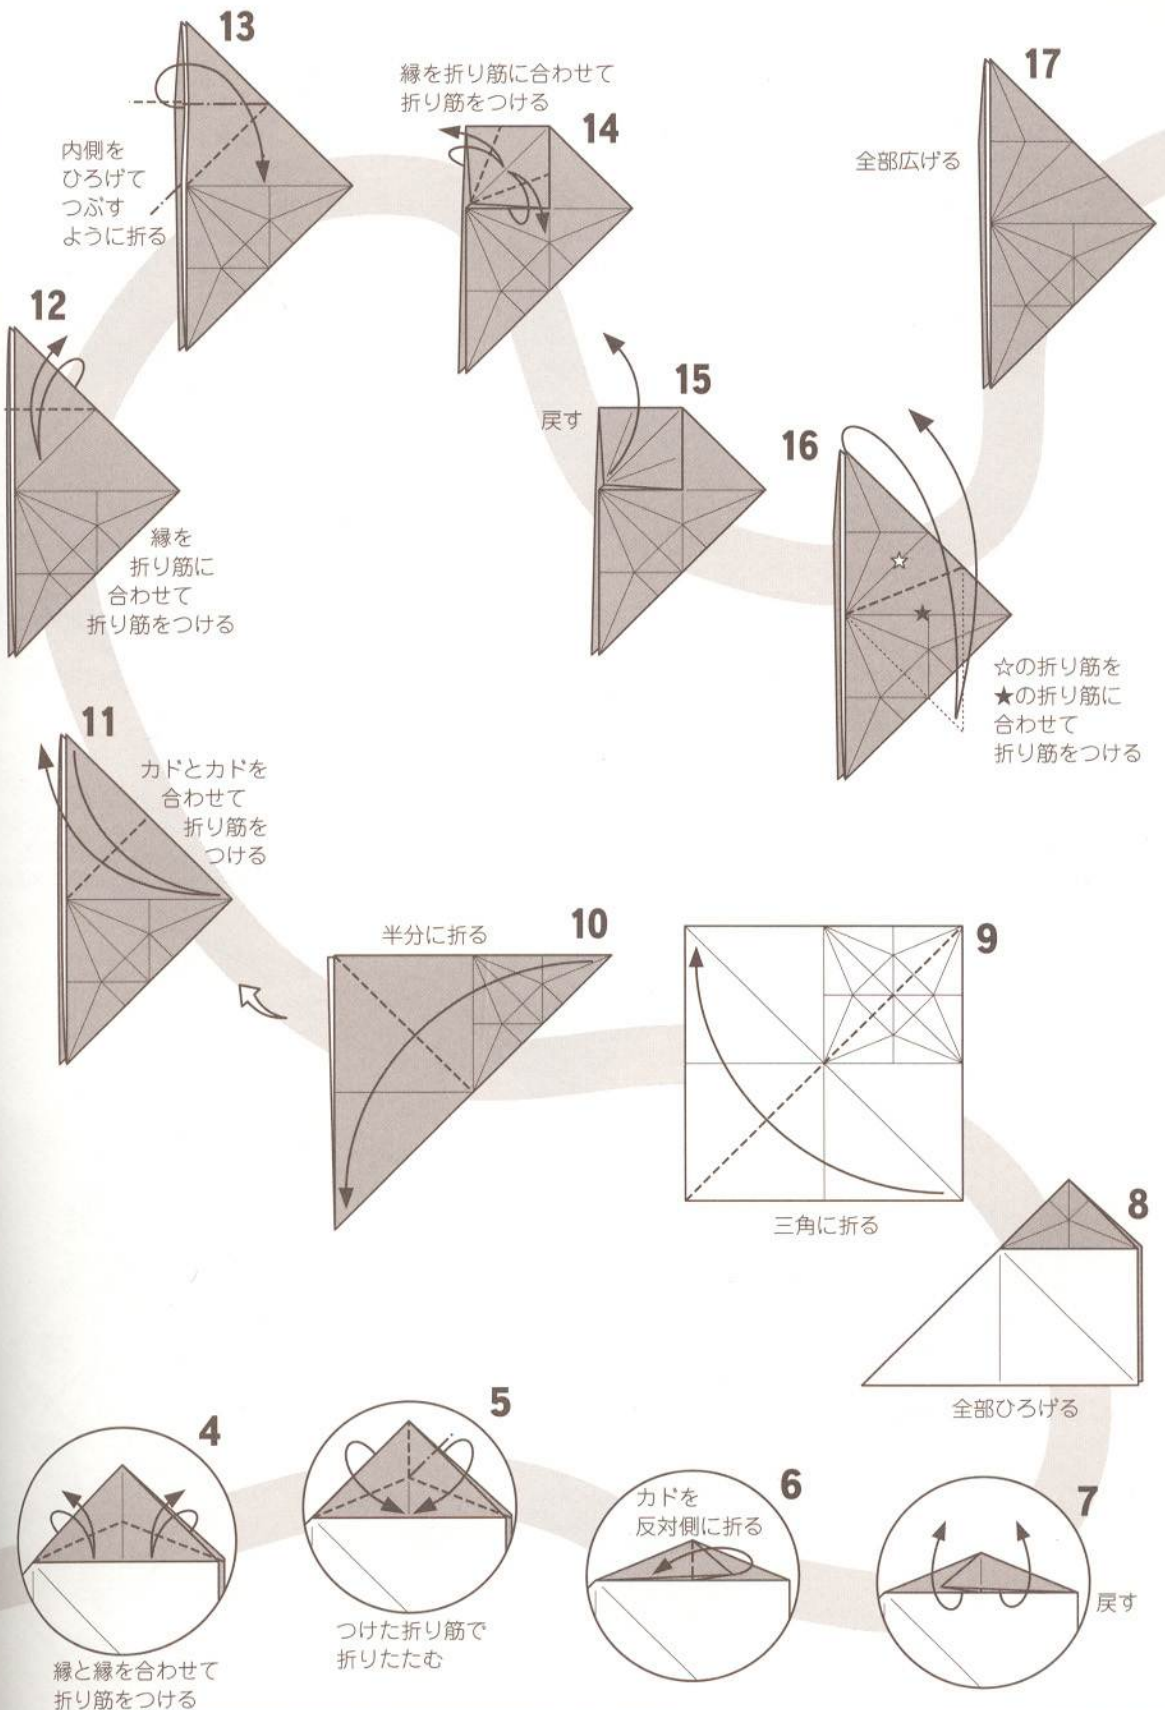 4
縁と縁を合わせて
折り筋をつける
5
つけた折り筋で
折りたたむ
6
カドを
反対側に折る
7
戻す
8
全部ひろげる
9
三角に折る
10
半分に折る
11
カドとカドを
合わせて
折り筋を
つける
12
縁を
折り筋に
合わせて
折り筋をつける
13
内側を
ひろげて
つぶす
ように折る
14
縁を折り筋に合わせて
折り筋をつける
15
戻す
16
☆の折り筋を
★の折り筋に
合わせて
折り筋をつける
17
全部広げる